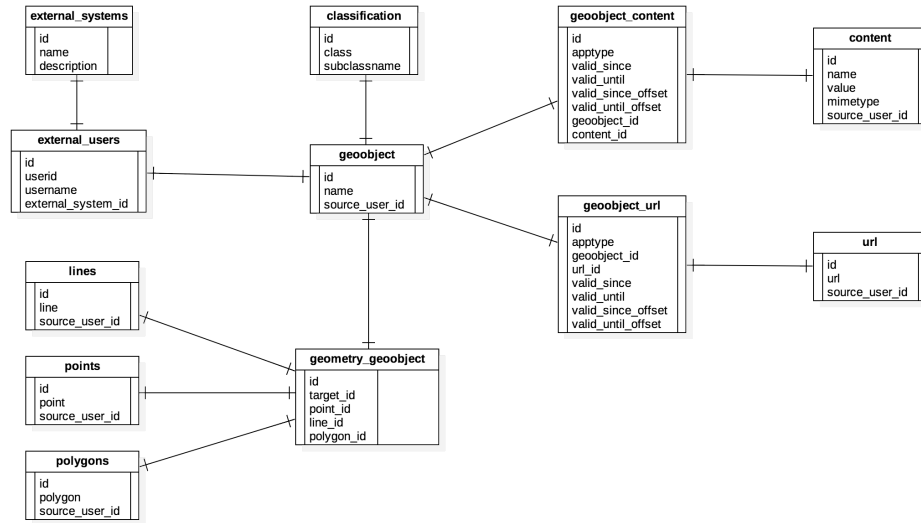 external_systems
id
name
description
classification
id
class
subclassname
geoobject_content
id
apptype
valid_since
valid_until
valid_since_offset
valid_until_offset
geoobject_id
content_id
content
id
name
value
mimetype
source_user_id
external_users
id
userid
username
external_system_id
geoobject
id
name
source_user_id
geoobject_url
id
apptype
geoobject_id
url_id
valid_since
valid_until
valid_since_offset
valid_until_offset
url
id
url
source_user_id
lines
id
line
source_user_id
points
id
point
source_user_id
geometry_geoobject
id
target_id
point_id
line_id
polygon_id
polygons
id
polygon
source_user_id